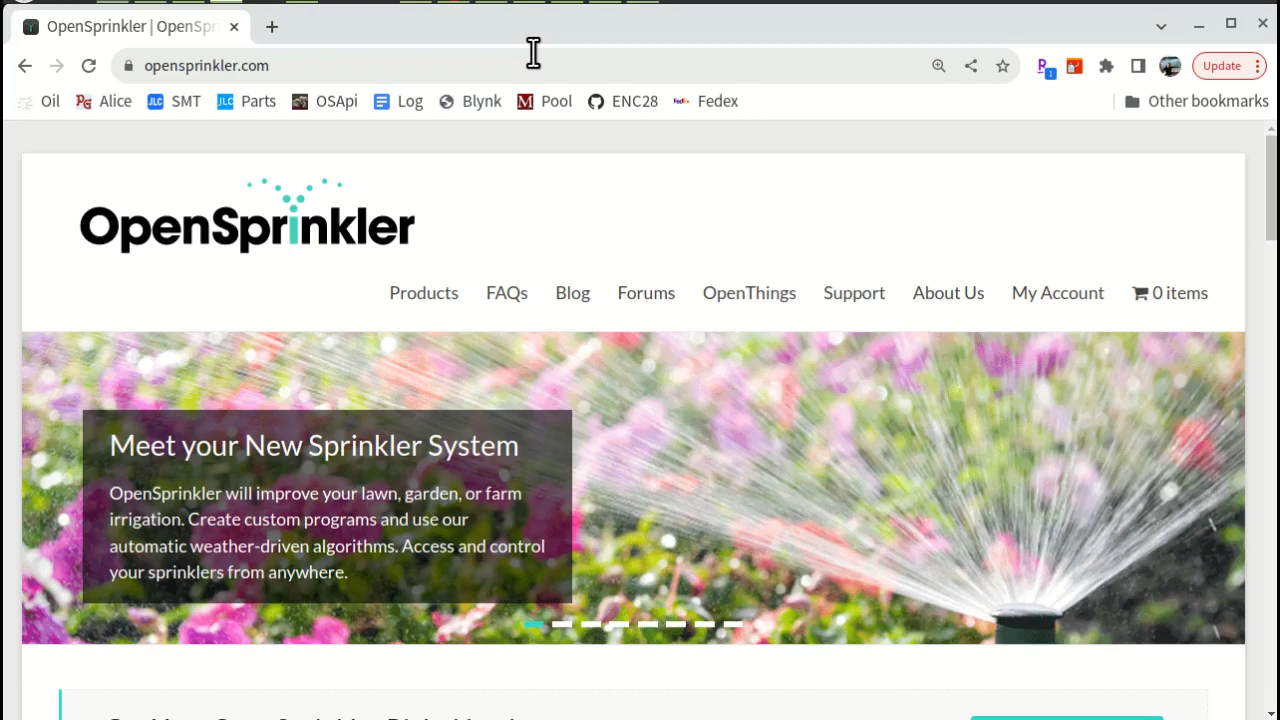 OpenSprinkler | OpenSpr
opensprinkler.com
Update
Oil Alice SMT Parts OSApi Log Blynk Pool ENC28 Fedex Other bookmarks
OpenSprinkler
Products FAQs Blog Forums OpenThings Support About Us My Account 0 items
Meet your New Sprinkler System
OpenSprinkler will improve your lawn, garden, or farm
irrigation. Create custom programs and use our
automatic weather-driven algorithms. Access and control
your sprinklers from anywhere.